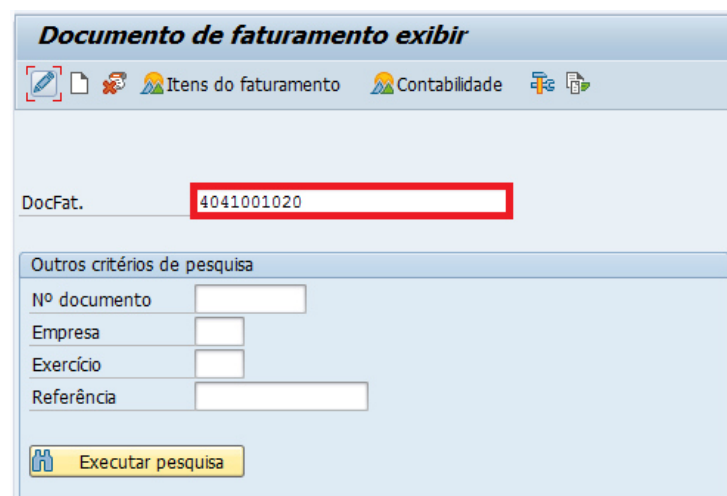 Documento de faturamento exibir
Itens do faturamento Contabilidade
DocFat. 4041001020
Outros critérios de pesquisa
Nº documento
Empresa
Exercício
Referência
Executar pesquisa